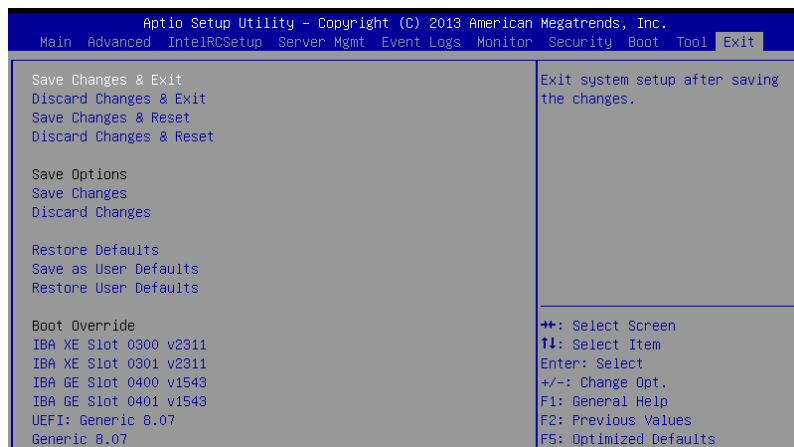 Aptio Setup Utility - Copyright (C) 2013 American Megatrends, Inc.
Main Advanced IntelRCSetup Server Mgmt Event Logs Monitor Security Boot Tool Exit
Save Changes & Exit
Discard Changes & Exit
Save Changes & Reset
Discard Changes & Reset
Save Options
Save Changes
Discard Changes
Restore Defaults
Save as User Defaults
Restore User Defaults
Boot Override
IBA XE Slot 0300 v2311
IBA XE Slot 0301 v2311
IBA GE Slot 0400 v1543
IBA GE Slot 0401 v1543
UEFI: Generic 8.07
Generic 8.07
Exit system setup after saving
the changes.
→←: Select Screen
↑↓: Select Item
Enter: Select
+/-: Change Opt.
F1: General Help
F2: Previous Values
F5: Optimized Defaults